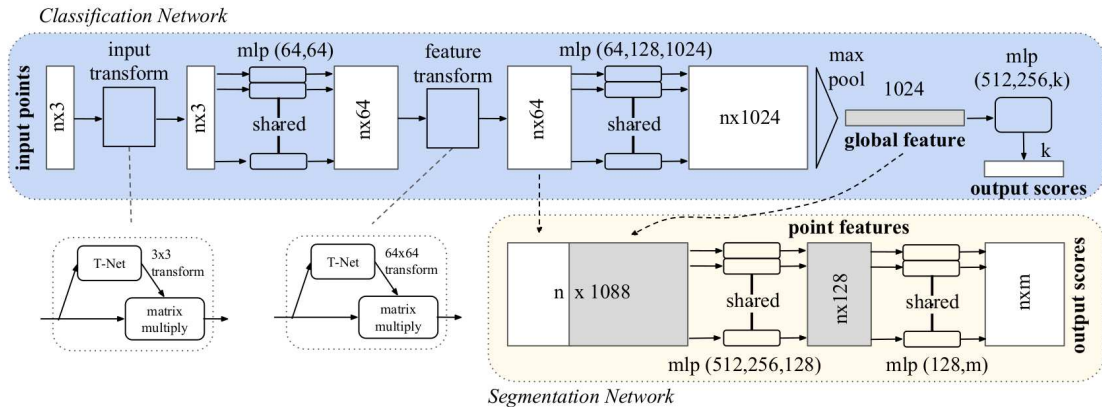 Classification Network
input points
nx3
input
transform
nx3
mlp (64,64)
shared
nx64
feature
transform
nx64
mlp (64,128,1024)
shared
nx1024
max
pool
1024
global feature
mlp
(512,256,k)
k
output scores
T-Net
3x3
transform
matrix
multiply
T-Net
64x64
transform
matrix
multiply
point features
n x 1088
shared
mlp (512,256,128)
nx128
shared
mlp (128,m)
nxm
output scores
Segmentation Network